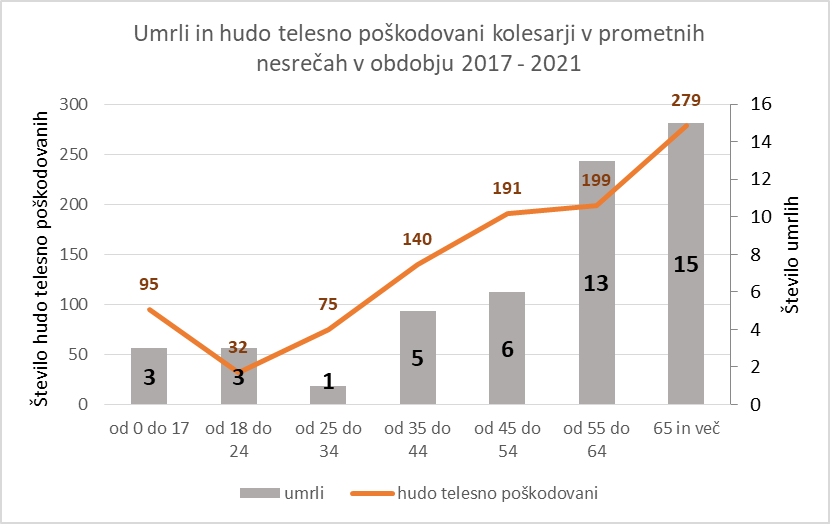 Umrli in hudo telesno poškodovani kolesarji v prometnih
nesrečah v obdobju 2017 - 2021
Število hudo telesno poškodovanih
300
250
200
150
100
50
0
95
32
75
140
191
199
279
3
3
1
5
6
13
15
16
14
12
10
8
6
4
2
0
Število umrlih
od 0 do 17
od 18 do
24
od 25 do
34
od 35 do
44
od 45 do
54
od 55 do
64
65 in več
umrli
hudo telesno poškodovani